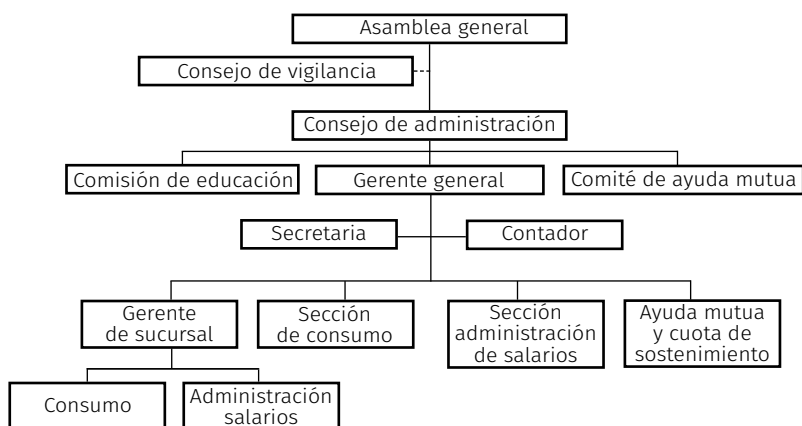 Asamblea general
Consejo de vigilancia
Consejo de administración
Comisión de educación
Gerente general
Comité de ayuda mutua
Secretaria
Contador
Gerente
de sucursal
Sección
de consumo
Sección
administración
de salarios
Ayuda mutua
y cuota de
sostenimiento
Consumo
Administración
salarios